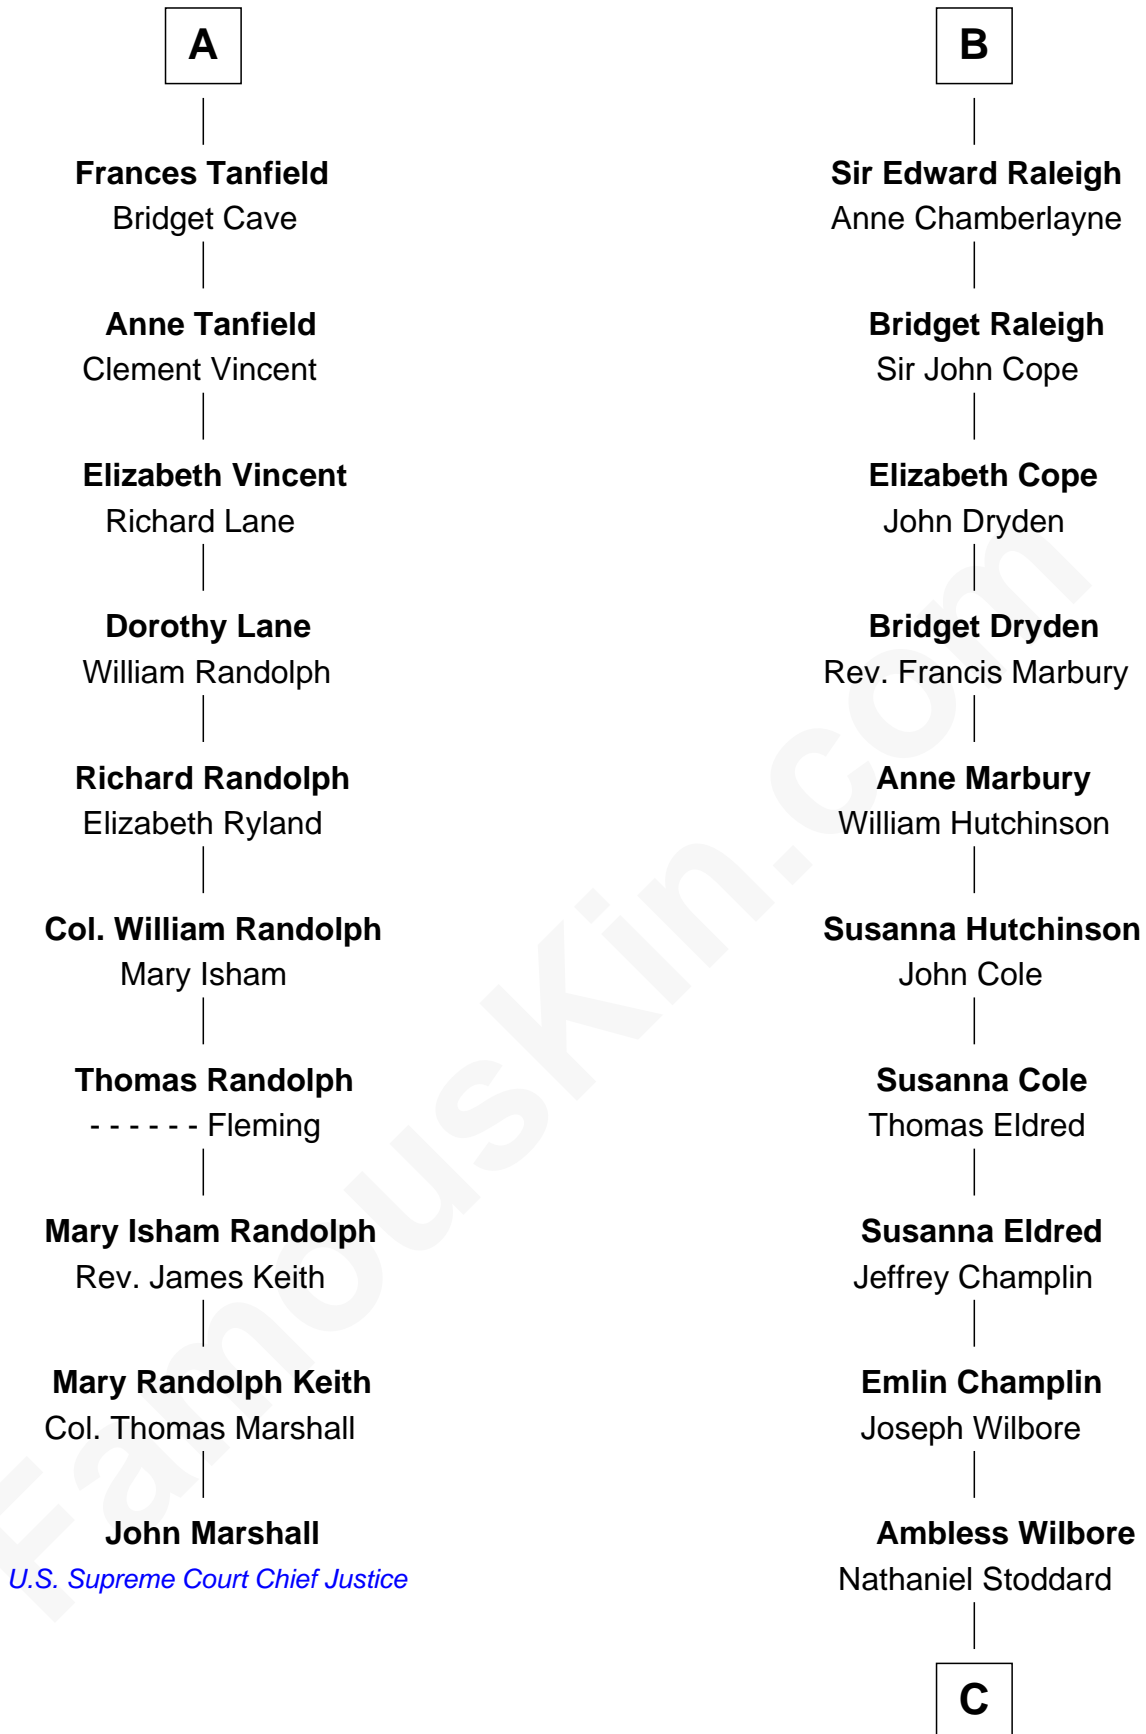 A
Frances Tanfield
Bridget Cave
Anne Tanfield
Clement Vincent
Elizabeth Vincent
Richard Lane
Dorothy Lane
William Randolph
Richard Randolph
Elizabeth Ryland
Col. William Randolph
Mary Isham
Thomas Randolph
- - - - - - Fleming
Mary Isham Randolph
Rev. James Keith
Mary Randolph Keith
Col. Thomas Marshall
John Marshall
U.S. Supreme Court Chief Justice
B
Sir Edward Raleigh
Anne Chamberlayne
Bridget Raleigh
Sir John Cope
Elizabeth Cope
John Dryden
Bridget Dryden
Rev. Francis Marbury
Anne Marbury
William Hutchinson
Susanna Hutchinson
John Cole
Susanna Cole
Thomas Eldred
Susanna Eldred
Jeffrey Champlin
Emlin Champlin
Joseph Wilbore
Ambless Wilbore
Nathaniel Stoddard
C
FamousKin.com